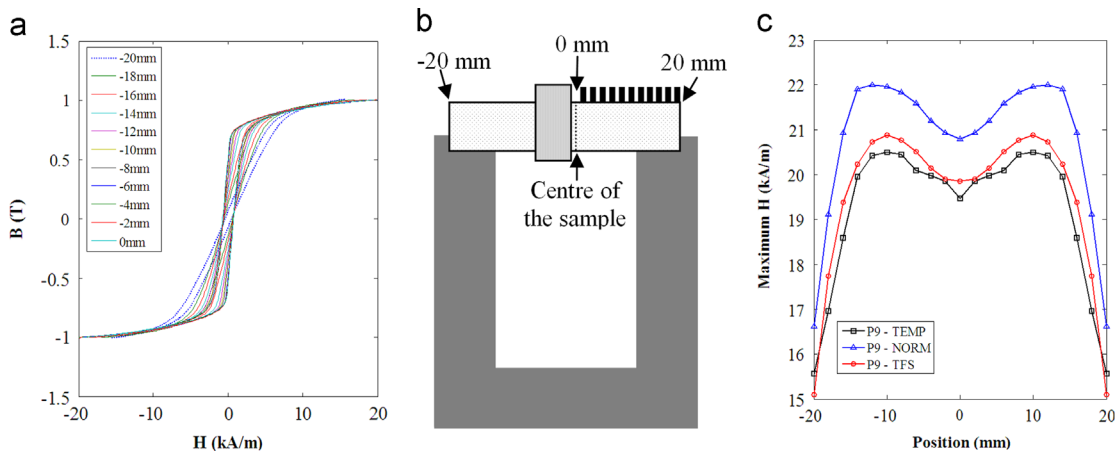 a
1.5
1
0.5
0
-0.5
-1
-1.5
B (T)
-20mm
-18mm
-16mm
-14mm
-12mm
-10mm
-8mm
-6mm
-4mm
-2mm
0mm
-20
-10
0
10
20
H (kA/m)
b
0 mm
-20 mm
20 mm
Centre of
the sample
c
23
22
21
20
19
18
17
16
15
Maximum H (kA/m)
P9 - TEMP
P9 - NORM
P9 - TFS
-20
-10
0
10
20
Position (mm)